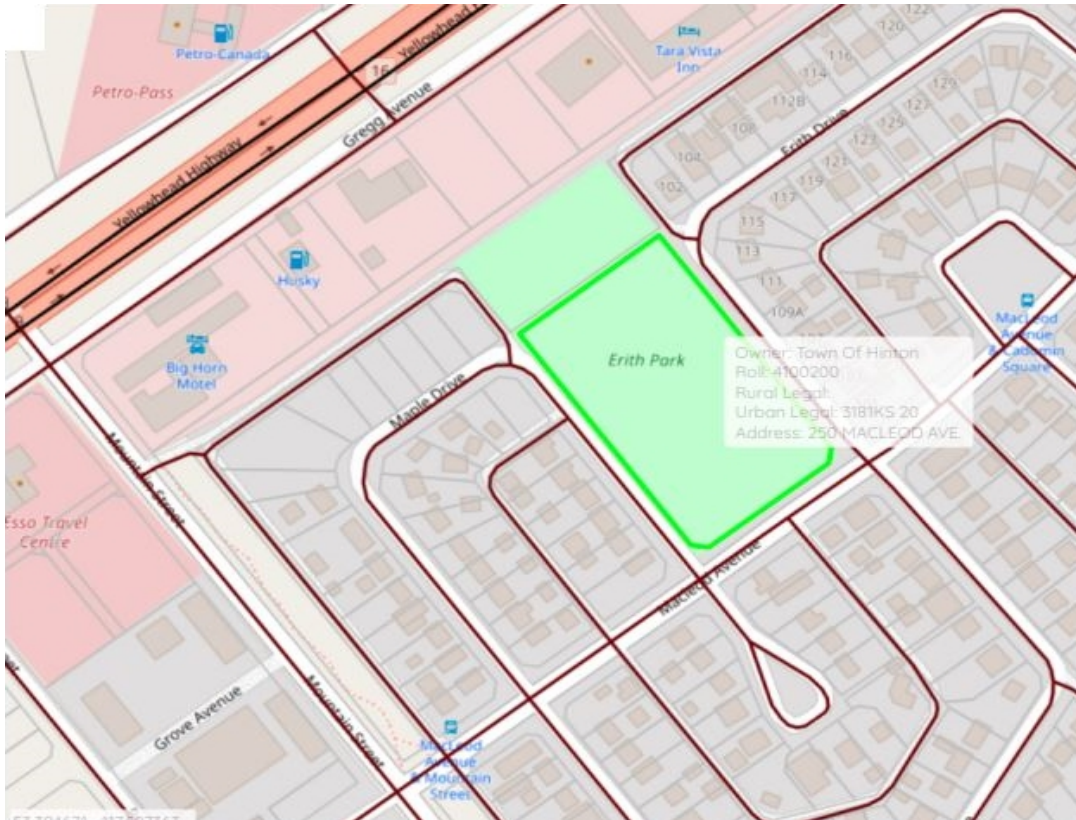 Petro-Canada
Petro-Pass
Yellowhead
16
Tara Vista
Inn
Gregg Avenue
Yellowhead Highway
122
120
116
114
112B
108
104
102
Erith Drive
129
127
125
123
121
119
117
115
113
111
109A
Husky
Big Horn
Motel
Erith Park
Maple Drive
MacLeod
Avenue
& Cadomin
Square
Owner: Town Of Hinton
Roll: 4100200
Rural Legal:
Urban Legal: 3181KS 20
Address: 250 MACLEOD AVE.
Mountain Street
Esso Travel
Centre
Macleod Avenue
Grove Avenue
Mountain Street
MacLeod
Avenue
& Mountain
Street